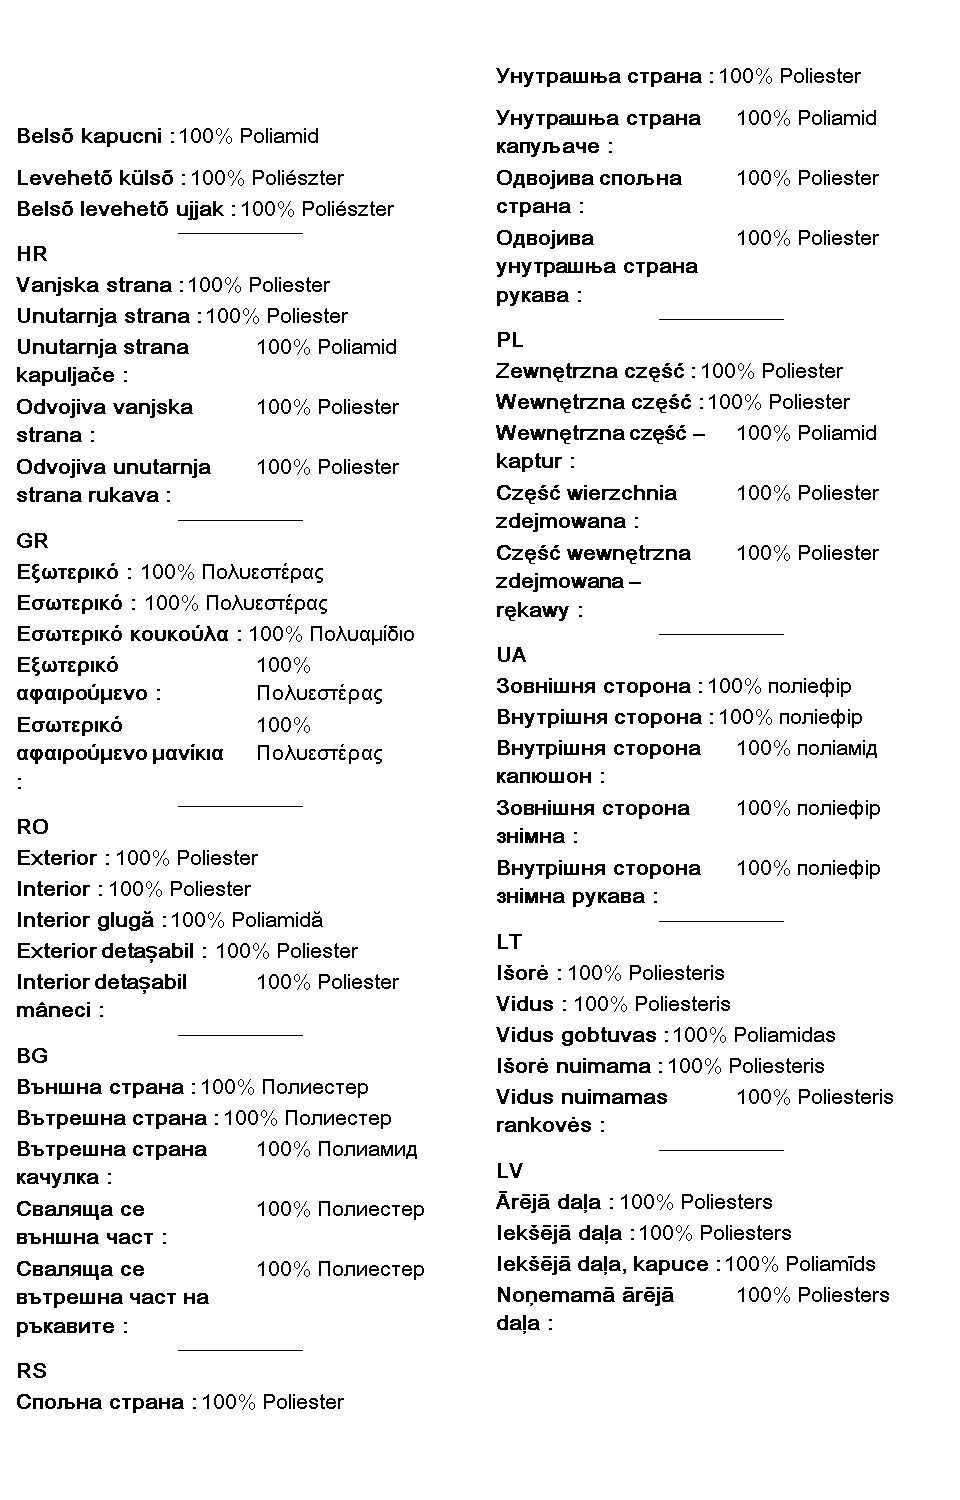 Belsõ kapucni : 100% Poliamid
Levehetõ külsõ : 100% Poliészter
Belsõ levehetõ ujjak : 100% Poliészter
HR
Vanjska strana : 100% Poliester
Unutarnja strana : 100% Poliester
Unutarnja strana 100% Poliamid
kapuljače :
Odvojiva vanjska 100% Poliester
strana :
Odvojiva unutarnja 100% Poliester
strana rukava :
GR
Εξωτερικό : 100% Πολυεστέρας
Εσωτερικό : 100% Πολυεστέρας
Εσωτερικό κουκούλα : 100% Πολυαμίδιο
Εξωτερικό 100%
αφαιρούμενο : Πολυεστέρας
Εσωτερικό 100%
αφαιρούμενο μανίκια Πολυεστέρας
:
RO
Exterior : 100% Poliester
Interior : 100% Poliester
Interior glugă : 100% Poliamidă
Exterior detașabil : 100% Poliester
Interior detașabil 100% Poliester
mâneci :
BG
Външна страна : 100% Полиестер
Вътрешна страна : 100% Полиестер
Вътрешна страна 100% Полиамид
качулка :
Сваляща се 100% Полиестер
външна част :
Сваляща се 100% Полиестер
вътрешна част на
ръкавите :
RS
Спољна страна : 100% Poliester
Унутрашња страна : 100% Poliester
Унутрашња страна 100% Poliamid
капуљаче :
Одвојива спољна 100% Poliester
страна :
Одвојива 100% Poliester
унутрашња страна
рукава :
PL
Zewnętrzna część : 100% Poliester
Wewnętrzna część : 100% Poliester
Wewnętrzna część – 100% Poliamid
kaptur :
Część wierzchnia 100% Poliester
zdejmowana :
Część wewnętrzna 100% Poliester
zdejmowana –
rękawy :
UA
Зовнішня сторона : 100% поліефір
Внутрішня сторона : 100% поліефір
Внутрішня сторона 100% поліамід
капюшон :
Зовнішня сторона 100% поліефір
знімна :
Внутрішня сторона 100% поліефір
знімна рукава :
LT
Išorė : 100% Poliesteris
Vidus : 100% Poliesteris
Vidus gobtuvas : 100% Poliamidas
Išorė nuimama : 100% Poliesteris
Vidus nuimamas 100% Poliesteris
rankovės :
LV
Ārējā daļa : 100% Poliesters
Iekšējā daļa : 100% Poliesters
Iekšējā daļa, kapuce : 100% Poliamīds
Noņemamā ārējā 100% Poliesters
daļa :